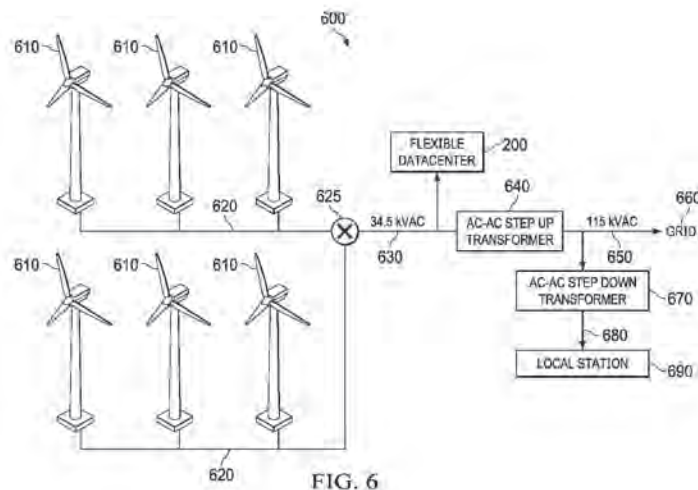 600
610 610 610
FLEXIBLE
DATACENTER
200
640
660
620
625
34.5 kVAC
AC-AC STEP UP
TRANSFORMER
115 kVAC
GRID
630
650
610 610 610
AC-AC STEP DOWN
TRANSFORMER
670
680
LOCAL STATION
690
620
FIG. 6